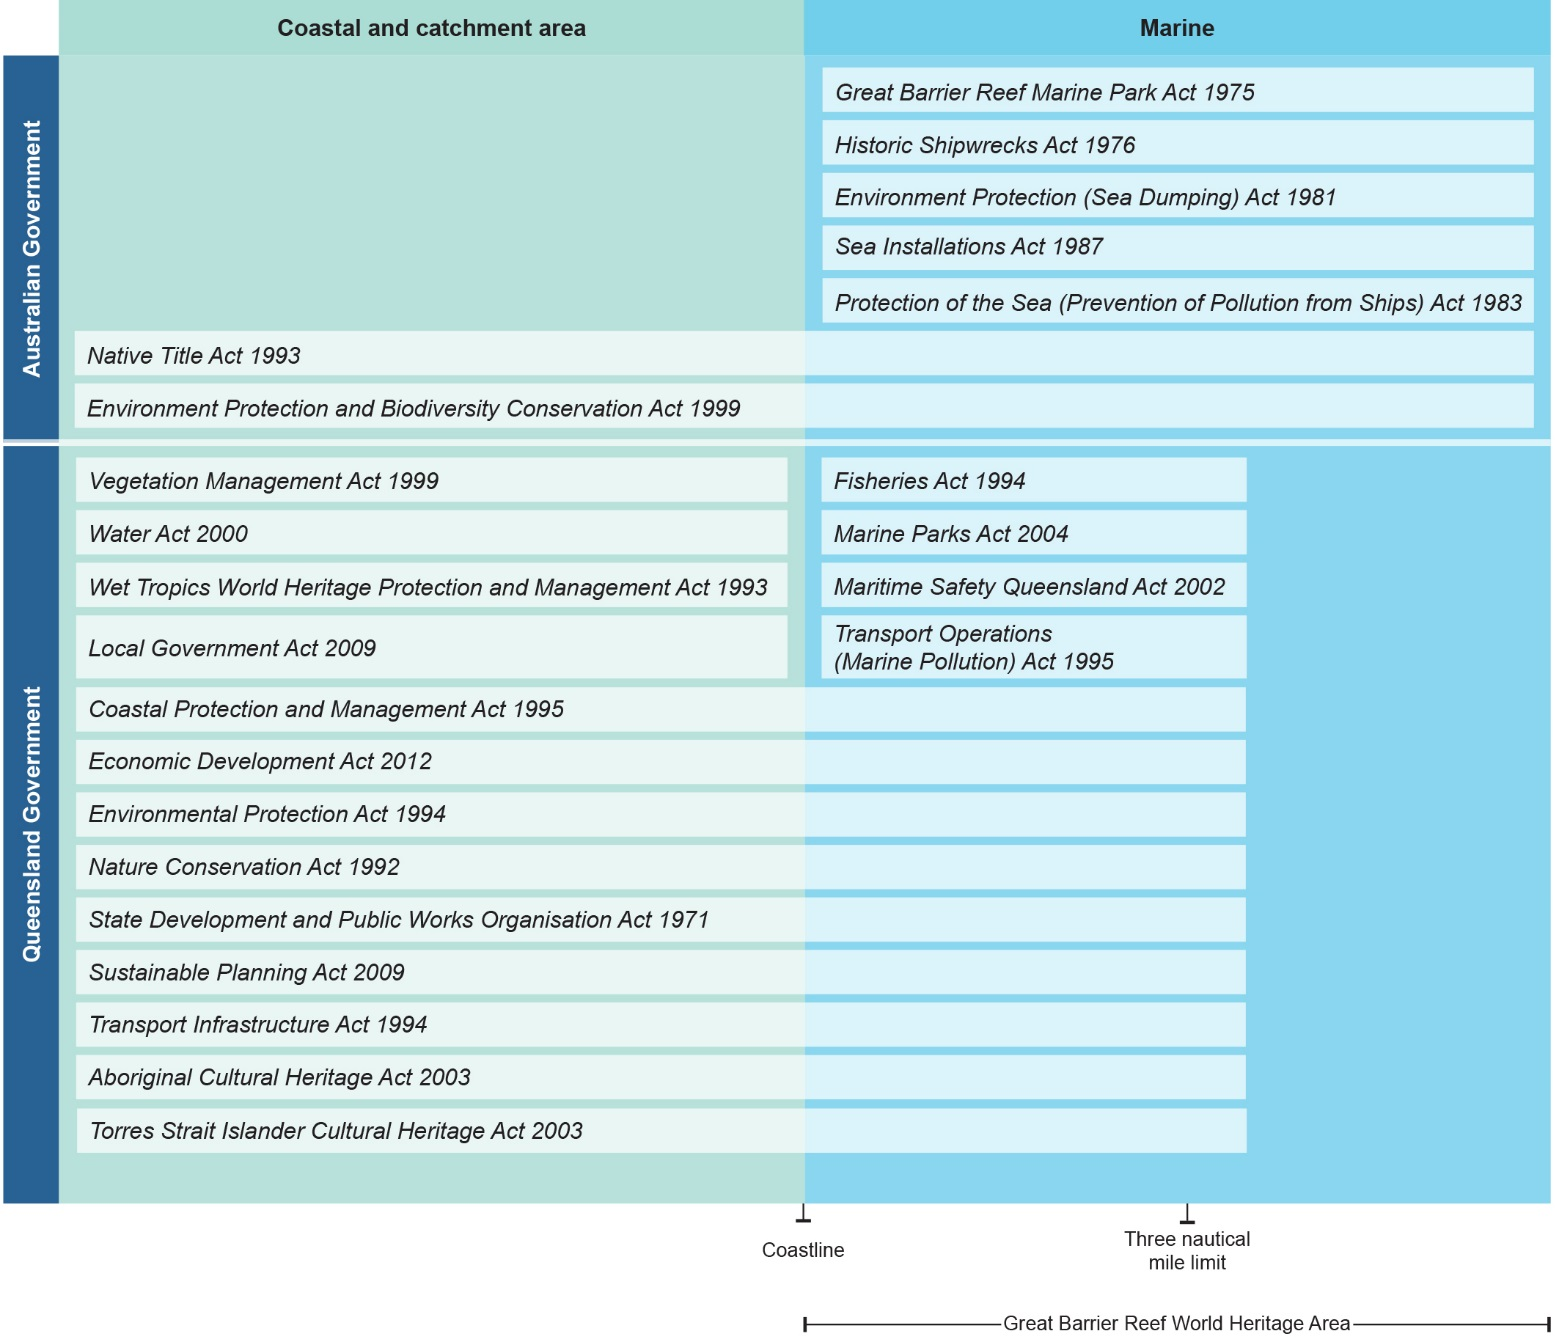 Coastal and catchment area
Marine
Australian Government
Great Barrier Reef Marine Park Act 1975
Historic Shipwrecks Act 1976
Environment Protection (Sea Dumping) Act 1981
Sea Installations Act 1987
Protection of the Sea (Prevention of Pollution from Ships) Act 1983
Native Title Act 1993
Environment Protection and Biodiversity Conservation Act 1999
Queensland Government
Vegetation Management Act 1999
Fisheries Act 1994
Water Act 2000
Marine Parks Act 2004
Wet Tropics World Heritage Protection and Management Act 1993
Maritime Safety Queensland Act 2002
Local Government Act 2009
Transport Operations
(Marine Pollution) Act 1995
Coastal Protection and Management Act 1995
Economic Development Act 2012
Environmental Protection Act 1994
Nature Conservation Act 1992
State Development and Public Works Organisation Act 1971
Sustainable Planning Act 2009
Transport Infrastructure Act 1994
Aboriginal Cultural Heritage Act 2003
Torres Strait Islander Cultural Heritage Act 2003
Coastline
Three nautical
mile limit
Great Barrier Reef World Heritage Area